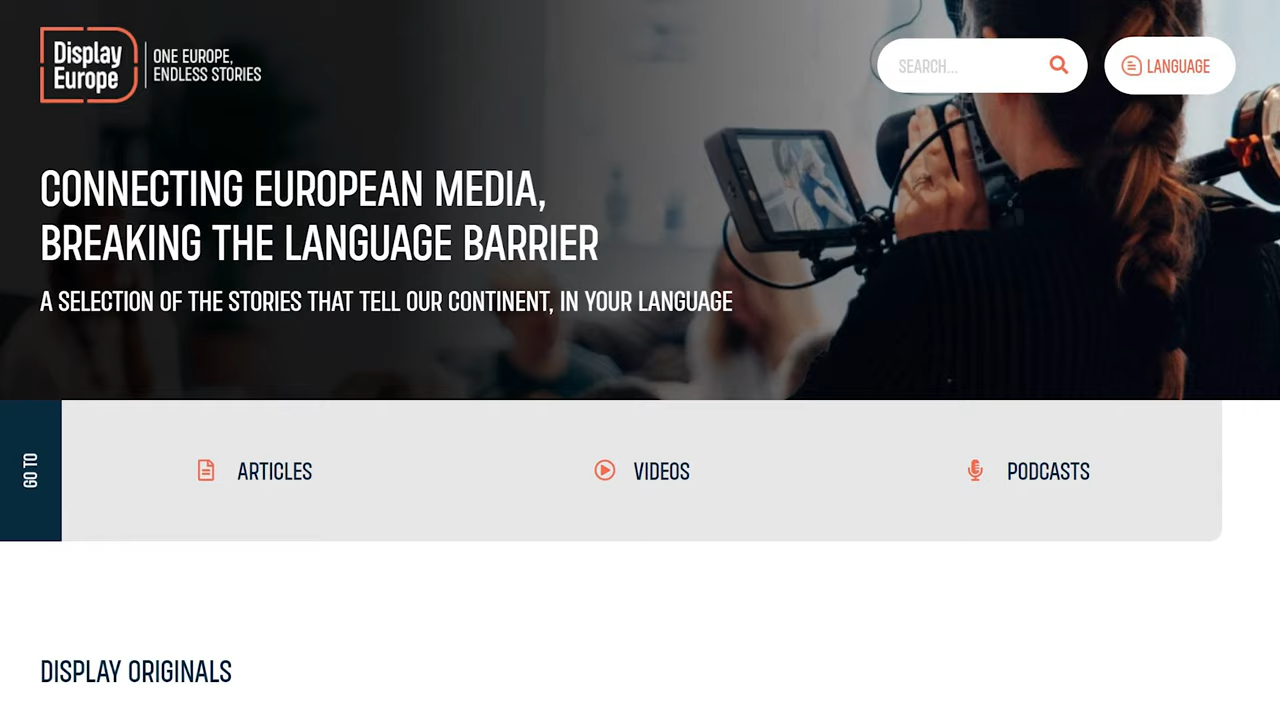 Display
Europe
ONE EUROPE,
ENDLESS STORIES
SEARCH...
LANGUAGE
CONNECTING EUROPEAN MEDIA,
BREAKING THE LANGUAGE BARRIER
A SELECTION OF THE STORIES THAT TELL OUR CONTINENT, IN YOUR LANGUAGE
GO TO
ARTICLES
VIDEOS
PODCASTS
DISPLAY ORIGINALS